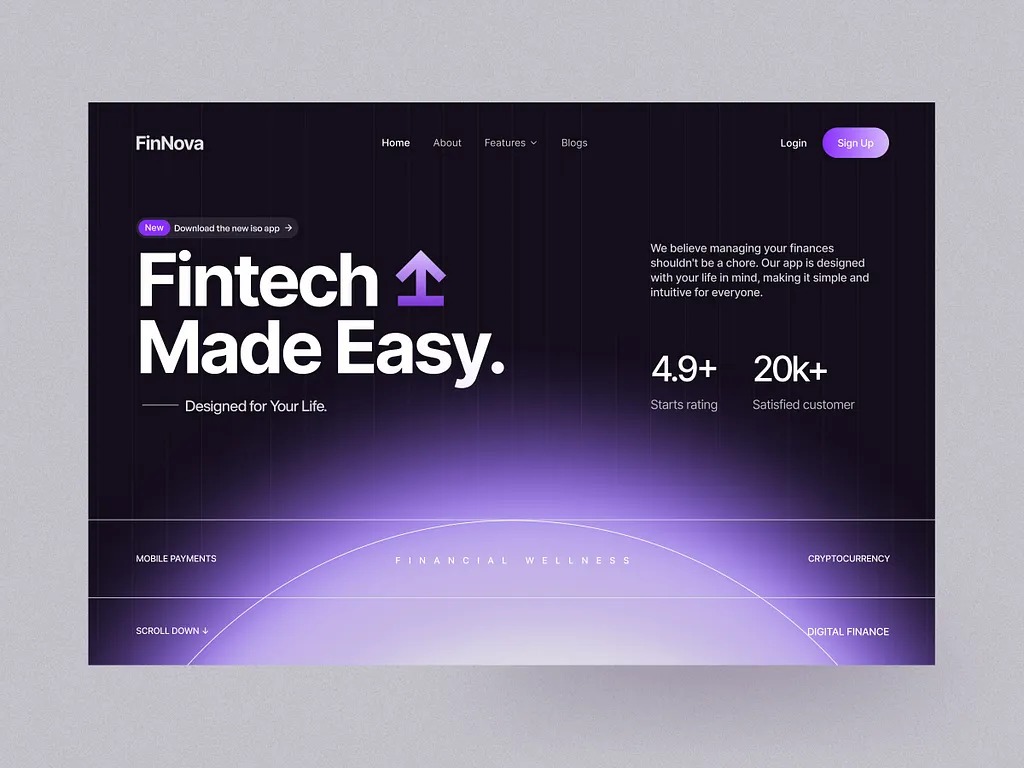 FinNova
Home About Features Blogs
Login Sign Up
New Download the new iso app →
Fintech
Made Easy.
Designed for Your Life.
We believe managing your finances
shouldn't be a chore. Our app is designed
with your life in mind, making it simple and
intuitive for everyone.
4.9+ 20k+
Starts rating Satisfied customer
MOBILE PAYMENTS
FINANCIAL WELLNESS
CRYPTOCURRENCY
SCROLL DOWN ↓
DIGITAL FINANCE